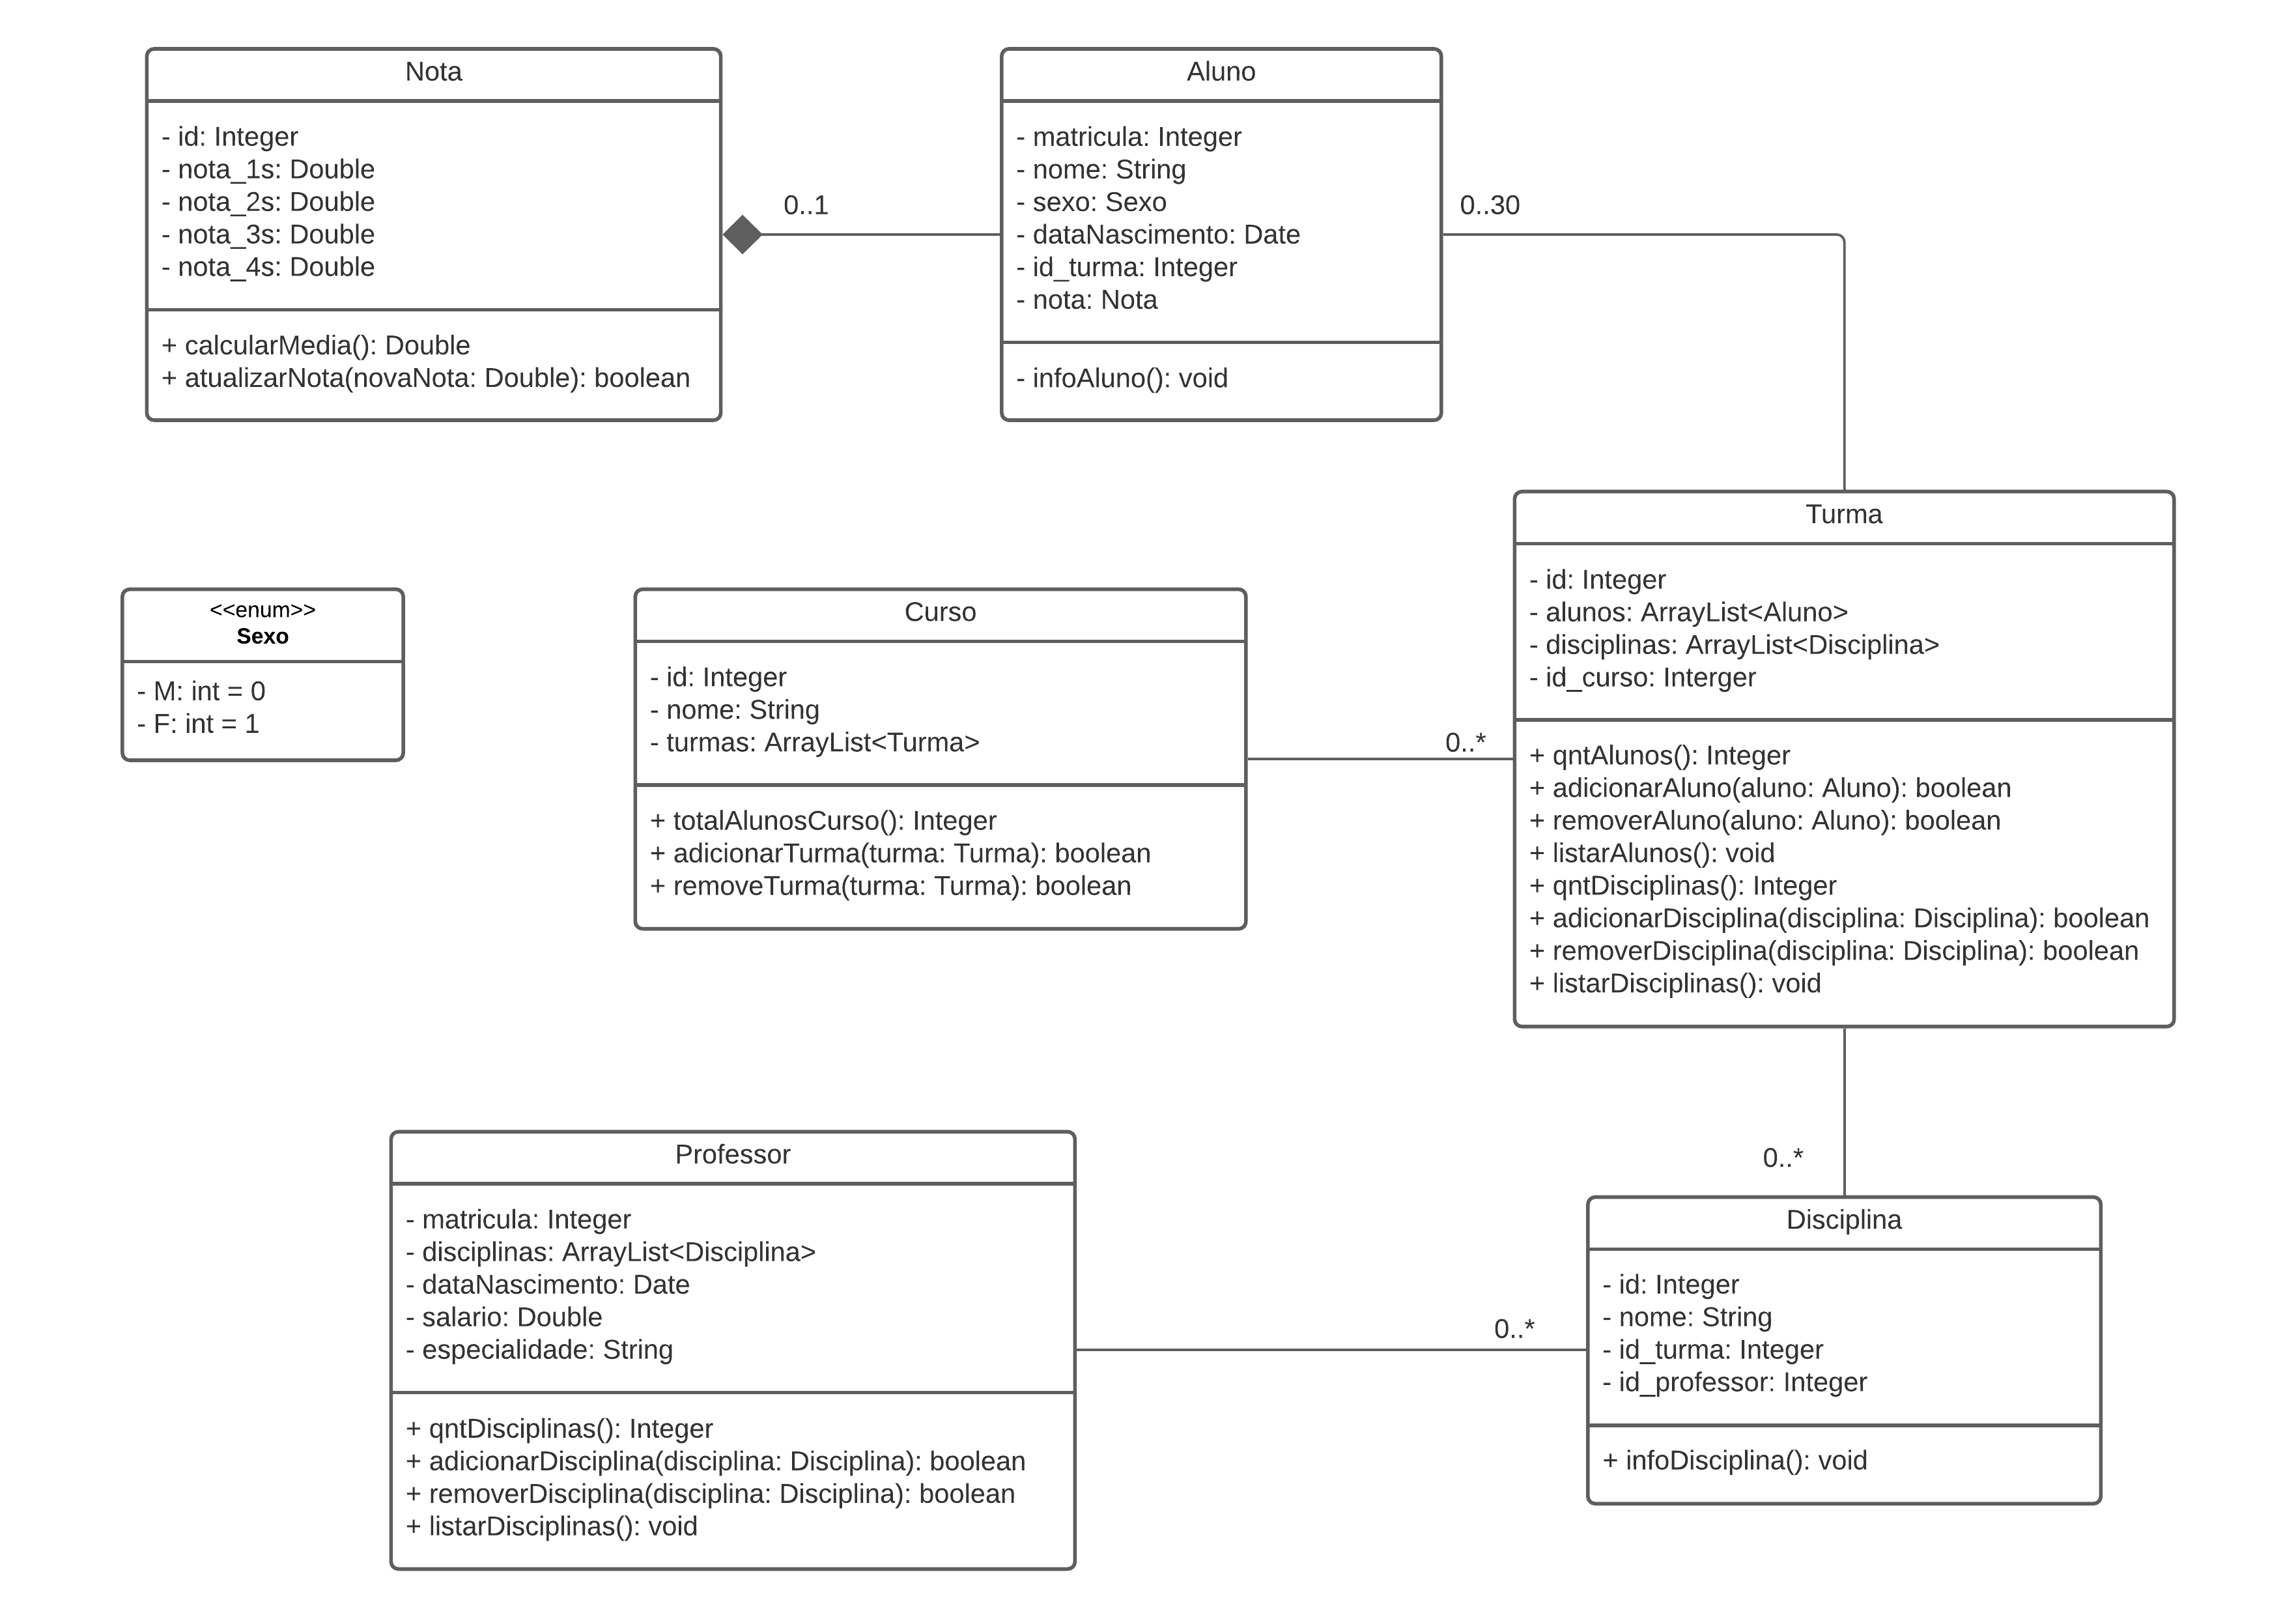 Nota
- id: Integer
- nota_1s: Double
- nota_2s: Double
- nota_3s: Double
- nota_4s: Double
+ calcularMedia(): Double
+ atualizarNota(novaNota: Double): boolean
0..1
Aluno
- matricula: Integer
- nome: String
- sexo: Sexo
- dataNascimento: Date
- id_turma: Integer
- nota: Nota
- infoAluno(): void
0..30
<<enum>>
Sexo
- M: int = 0
- F: int = 1
Curso
- id: Integer
- nome: String
- turmas: ArrayList<Turma>
+ totalAlunosCurso(): Integer
+ adicionarTurma(turma: Turma): boolean
+ removeTurma(turma: Turma): boolean
0..*
Turma
- id: Integer
- alunos: ArrayList<Aluno>
- disciplinas: ArrayList<Disciplina>
- id_curso: Interger
+ qntAlunos(): Integer
+ adicionarAluno(aluno: Aluno): boolean
+ removerAluno(aluno: Aluno): boolean
+ listarAlunos(): void
+ qntDisciplinas(): Integer
+ adicionarDisciplina(disciplina: Disciplina): boolean
+ removerDisciplina(disciplina: Disciplina): boolean
+ listarDisciplinas(): void
0..*
Professor
- matricula: Integer
- disciplinas: ArrayList<Disciplina>
- dataNascimento: Date
- salario: Double
- especialidade: String
+ qntDisciplinas(): Integer
+ adicionarDisciplina(disciplina: Disciplina): boolean
+ removerDisciplina(disciplina: Disciplina): boolean
+ listarDisciplinas(): void
0..*
Disciplina
- id: Integer
- nome: String
- id_turma: Integer
- id_professor: Integer
+ infoDisciplina(): void